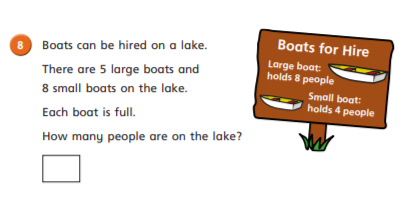 8
Boats can be hired on a lake.
There are 5 large boats and
8 small boats on the lake.
Each boat is full.
How many people are on the lake?
Boats for Hire
Large boat:
holds 8 people
Small boat:
holds 4 people